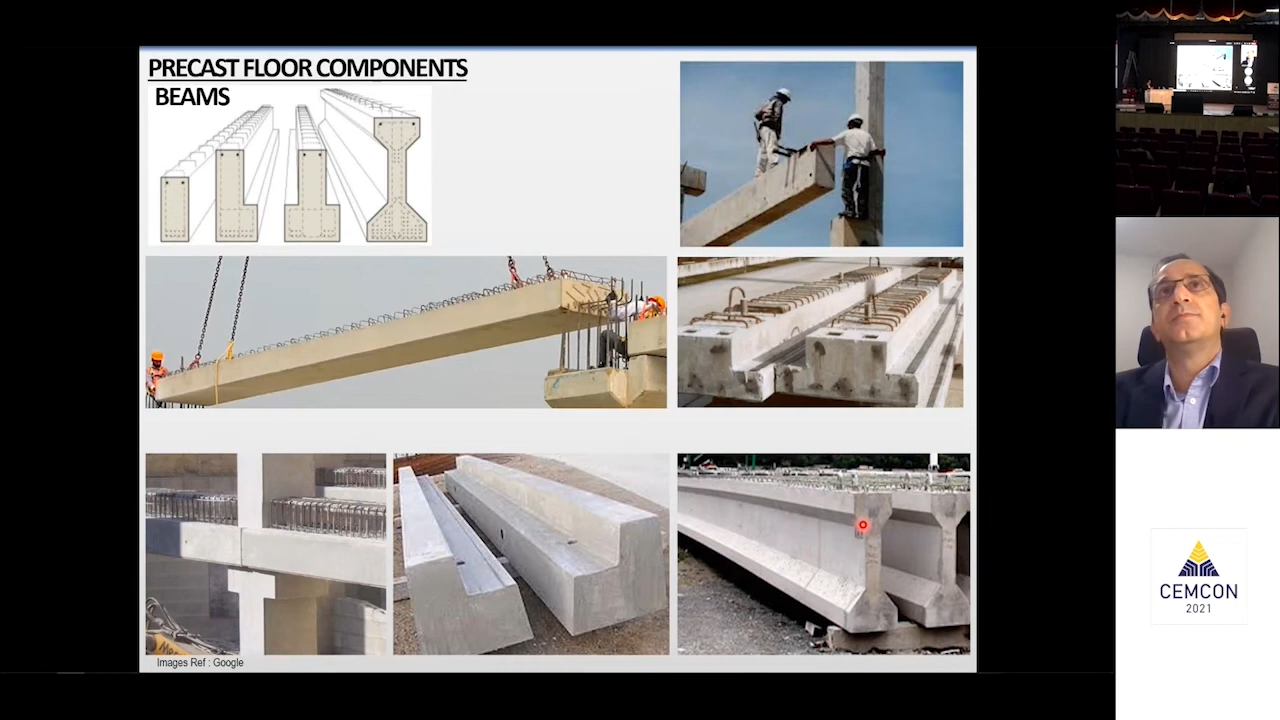 PRECAST FLOOR COMPONENTS
BEAMS
Images Ref : Google
CEMCON
2021